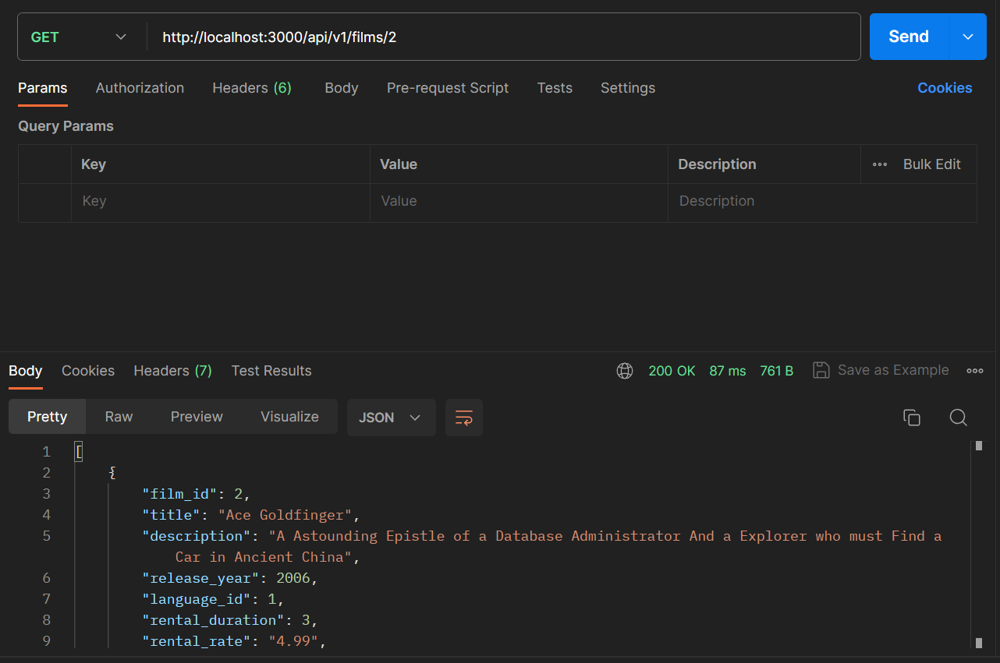 GET http://localhost:3000/api/v1/films/2 Send
Params Authorization Headers (6) Body Pre-request Script Tests Settings Cookies
Query Params
Key Value Description Bulk Edit
Key Value Description
Body Cookies Headers (7) Test Results 200 OK 87 ms 761 B Save as Example
Pretty Raw Preview Visualize JSON
1 [
2 {
3 "film_id": 2,
4 "title": "Ace Goldfinger",
5 "description": "A Astounding Epistle of a Database Administrator And a Explorer who must Find a
Car in Ancient China",
6 "release_year": 2006,
7 "language_id": 1,
8 "rental_duration": 3,
9 "rental_rate": "4.99",